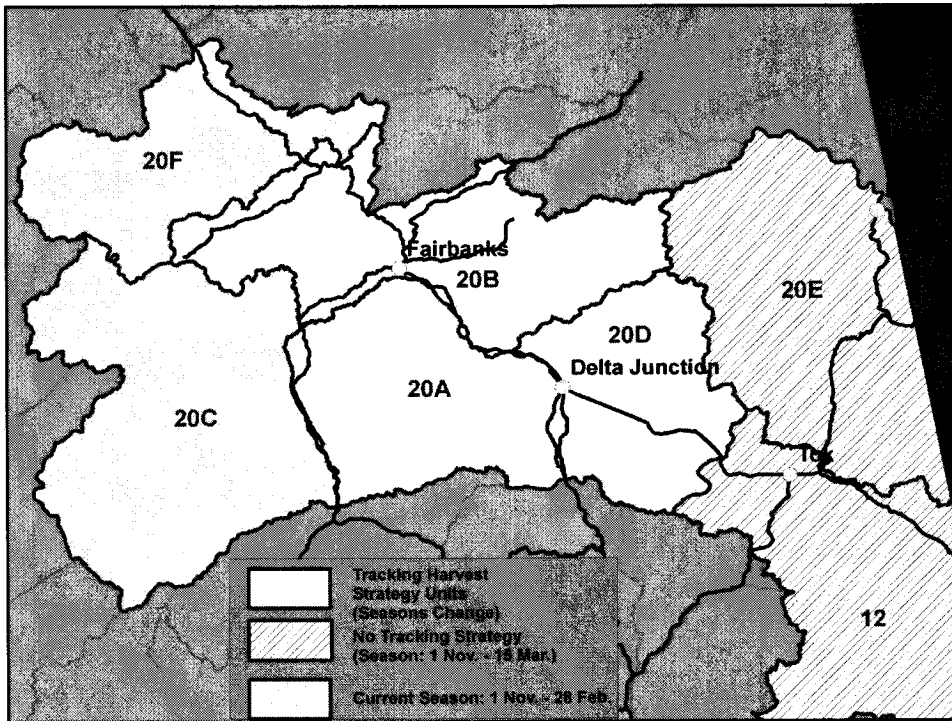 20F
Fairbanks
20B
20E
20D
Delta Junction
20A
20C
Tok
12
Tracking Harvest
Strategy Units
(Seasons Change)
No Tracking Strategy
(Season: 1 Nov. - 15 Mar.)
Current Season: 1 Nov. - 28 Feb.